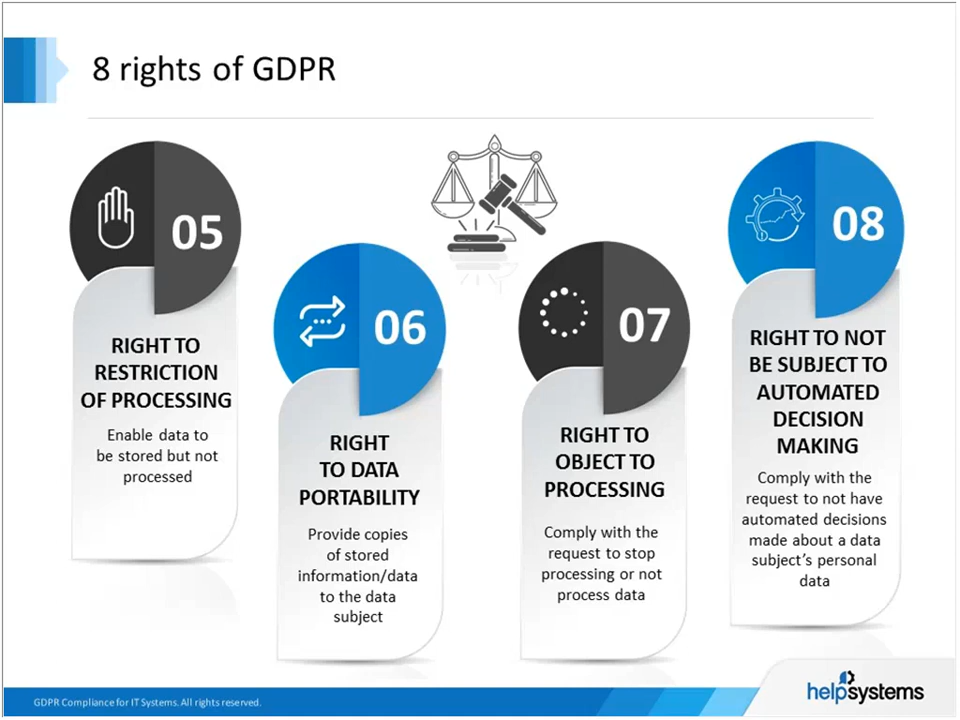 8 rights of GDPR
05
RIGHT TO
RESTRICTION
OF PROCESSING
Enable data to
be stored but not
processed
06
RIGHT
TO DATA
PORTABILITY
Provide copies
of stored
information/data
to the data
subject
07
RIGHT TO
OBJECT TO
PROCESSING
Comply with the
request to stop
processing or not
process data
08
RIGHT TO NOT
BE SUBJECT TO
AUTOMATED
DECISION
MAKING
Comply with the
request to not have
automated decisions
made about a data
subject's personal
data
GDPR Compliance for IT Systems. All rights reserved.
helpsystems